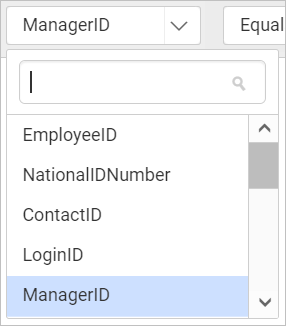 ManagerID
Equal
EmployeeID
NationalIDNumber
ContactID
LoginID
ManagerID